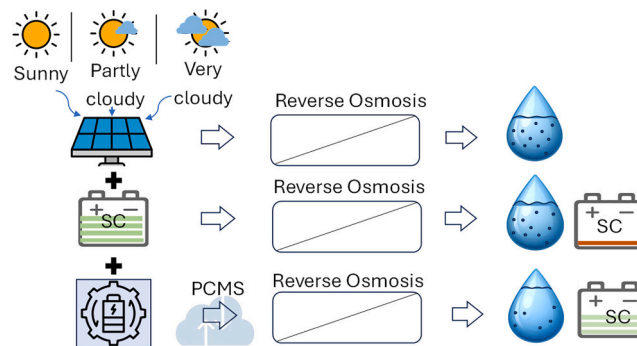 Sunny
Partly
cloudy
Very
cloudy
Reverse Osmosis
+
+ −
SC
Reverse Osmosis
+ −
SC
+
PCMS
Reverse Osmosis
+ −
SC